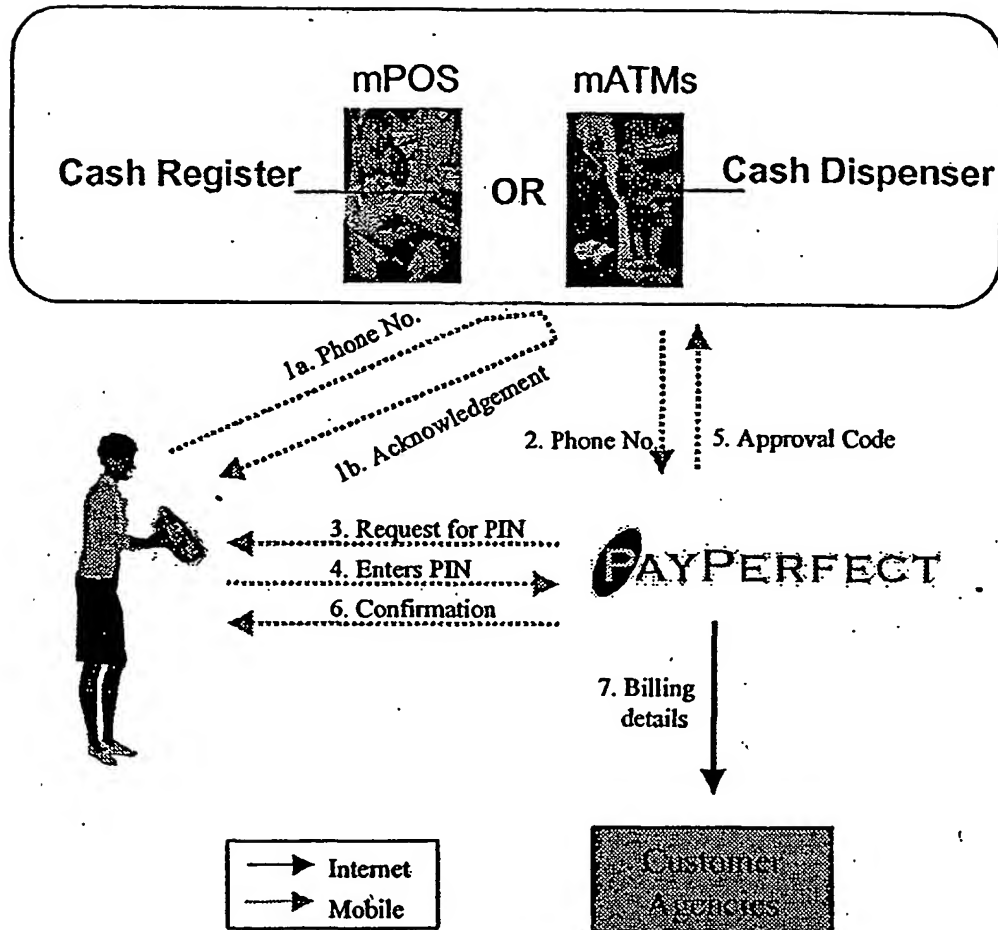 mPOS
mATMs
Cash Register
OR
Cash Dispenser
1a. Phone No.
1b. Acknowledgement
2. Phone No.
5. Approval Code
3. Request for PIN
4. Enters PIN
6. Confirmation
PAYPERFECT
7. Billing
details
Internet
Mobile
Customer
Agencies